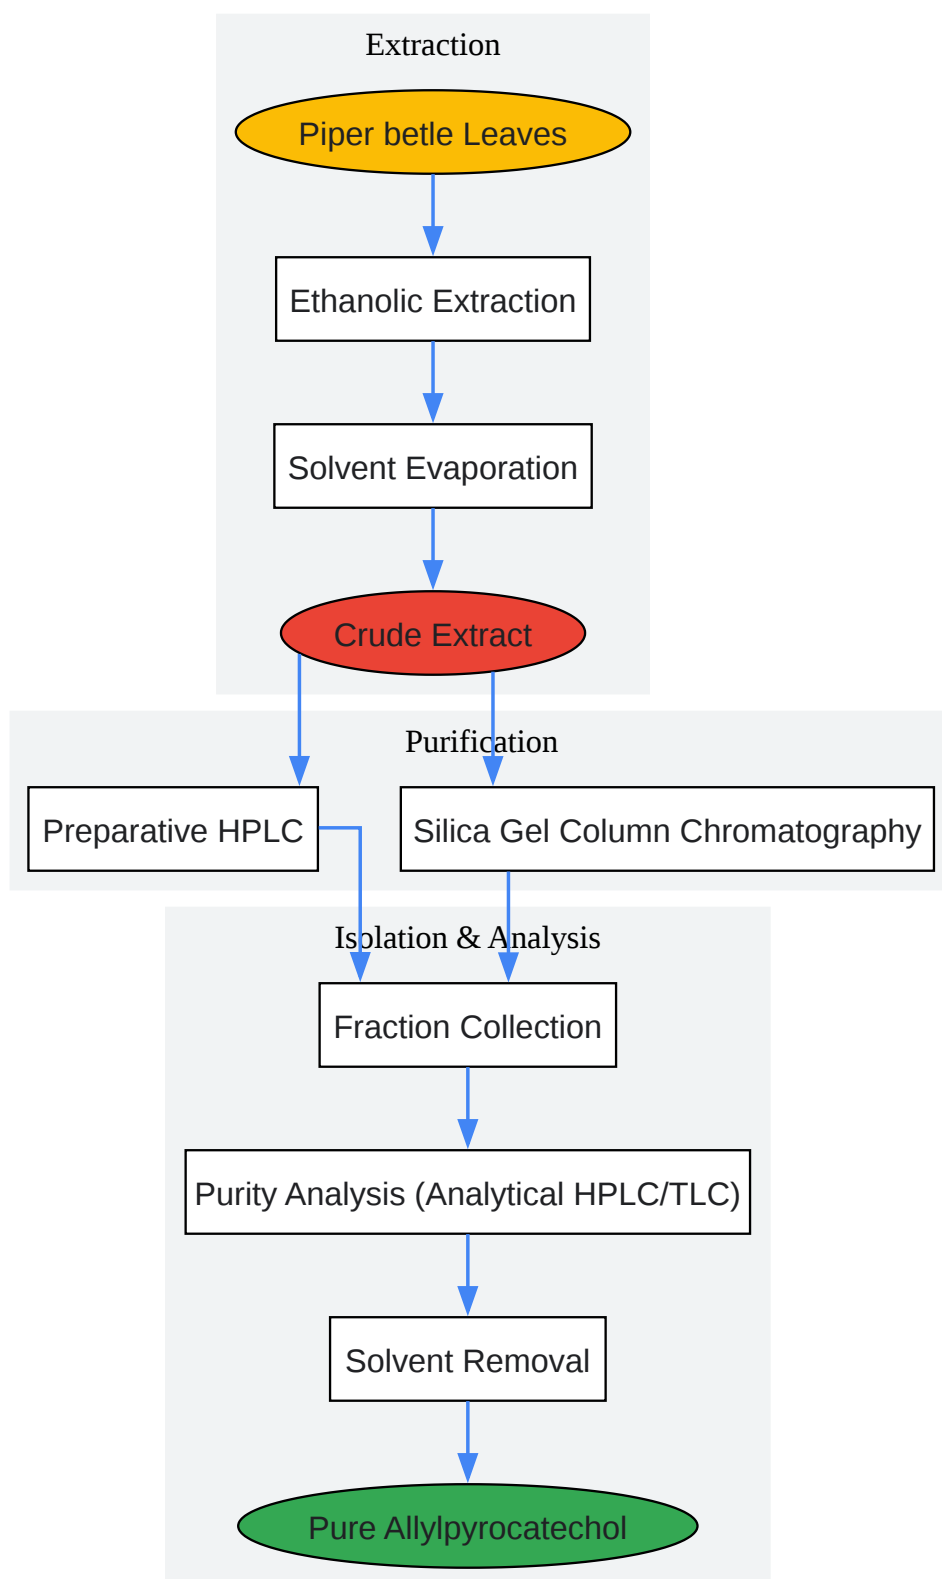 Extraction
Piper betle Leaves
Ethanolic Extraction
Solvent Evaporation
Crude Extract
Purification
Preparative HPLC
Silica Gel Column Chromatography
Isolation & Analysis
Fraction Collection
Purity Analysis (Analytical HPLC/TLC)
Solvent Removal
Pure Allylpyrocatechol